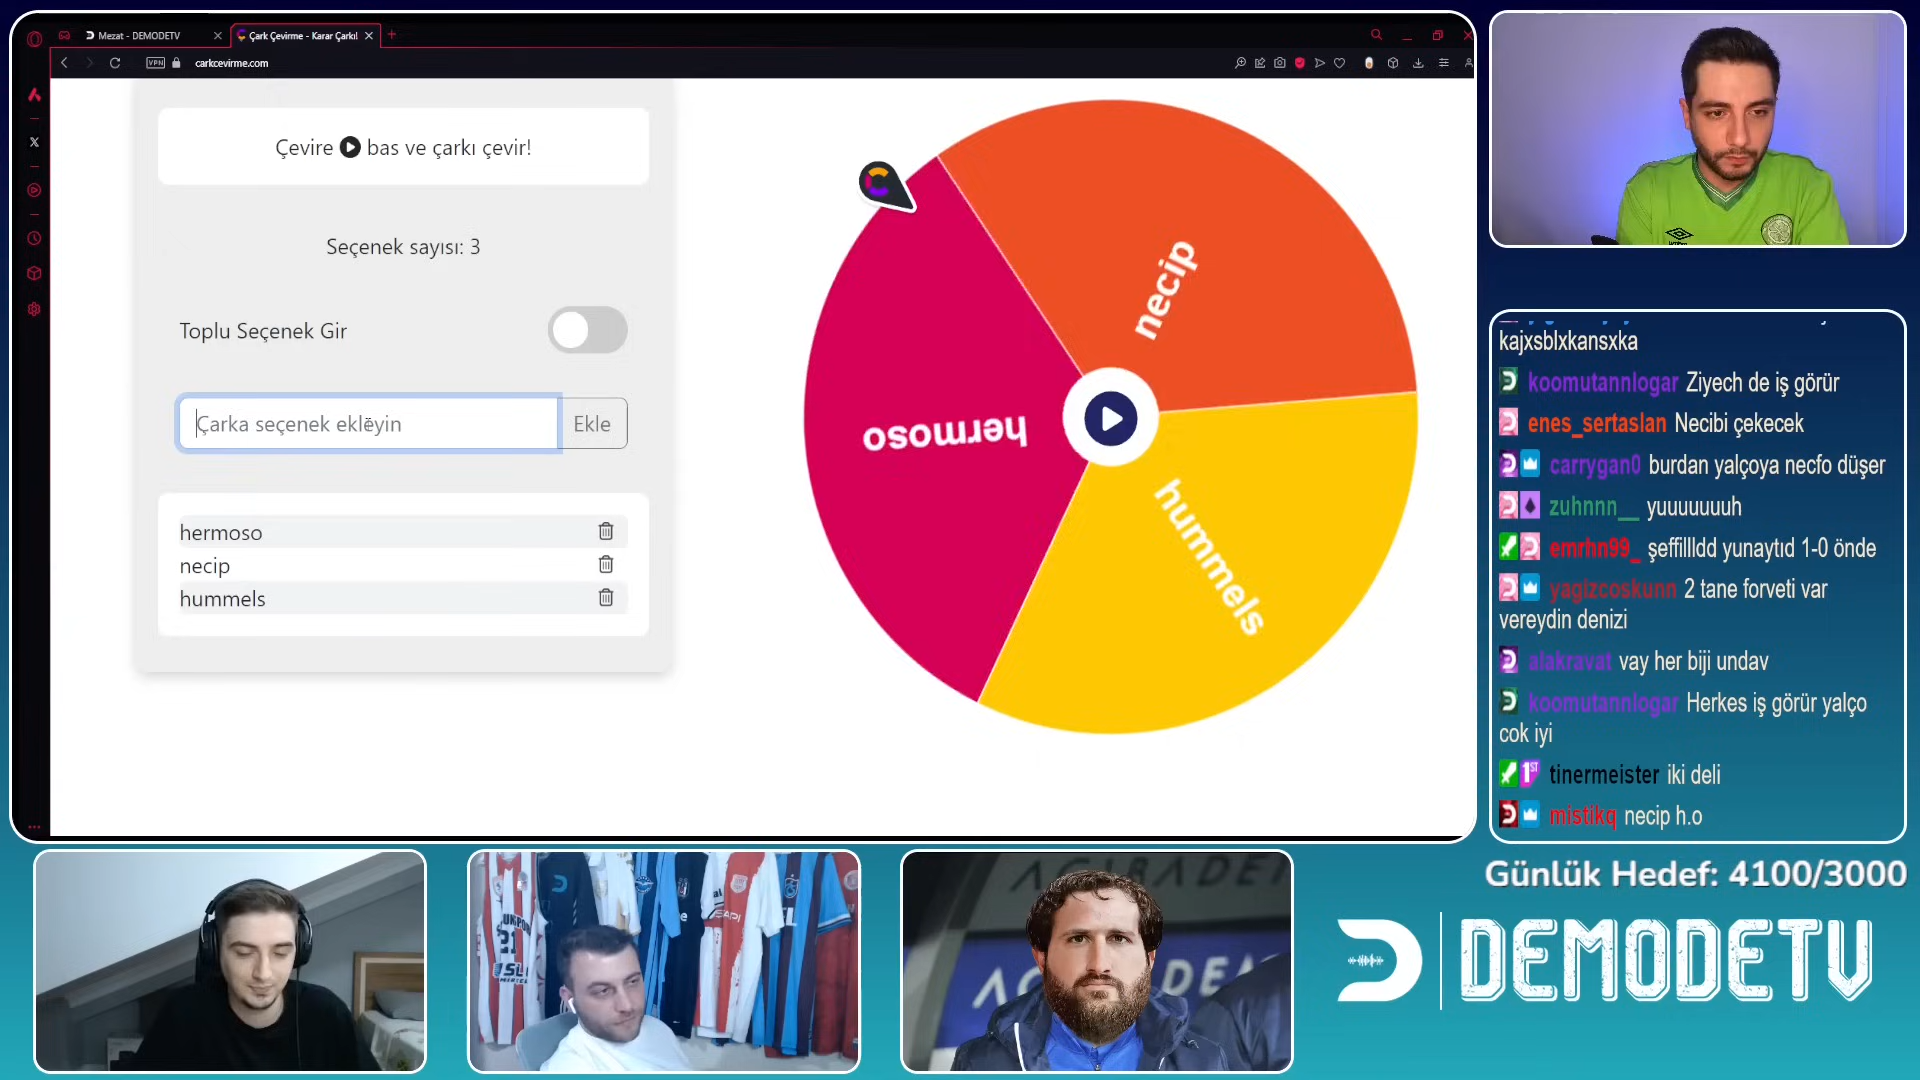 Mezat - DEMODETV
Çark Çevirme - Karar Çarkı!
VPN
carkcevirme.com
Çevire bas ve çarkı çevir!
Seçenek sayısı: 3
Toplu Seçenek Gir
Çarka seçenek ekleyin
Ekle
hermoso
necip
hummels
necip
hermoso
hummels
kajxsblxkansxka
koomutannlogar Ziyech de iş görür
enes_sertaslan Necibi çekecek
carrygan0 burdan yalçoya necfo düşer
zuhnnn__ yuuuuuuuh
emrhn99_ şeffillldd yunaytıd 1-0 önde
yagizcoskunn 2 tane forveti var
vereydin denizi
alakravat vay her biji undav
koomutannlogar Herkes iş görür yalço
cok iyi
1ST tinermeister iki deli
mistikq necip h.o
Günlük Hedef: 4100/3000
DEMODETV
21
ACIBADE